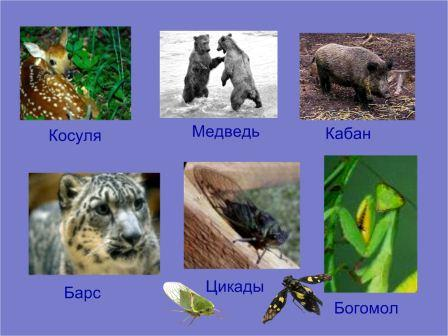 Косуля
Медведь
Кабан
Барс
Цикады
Богомол